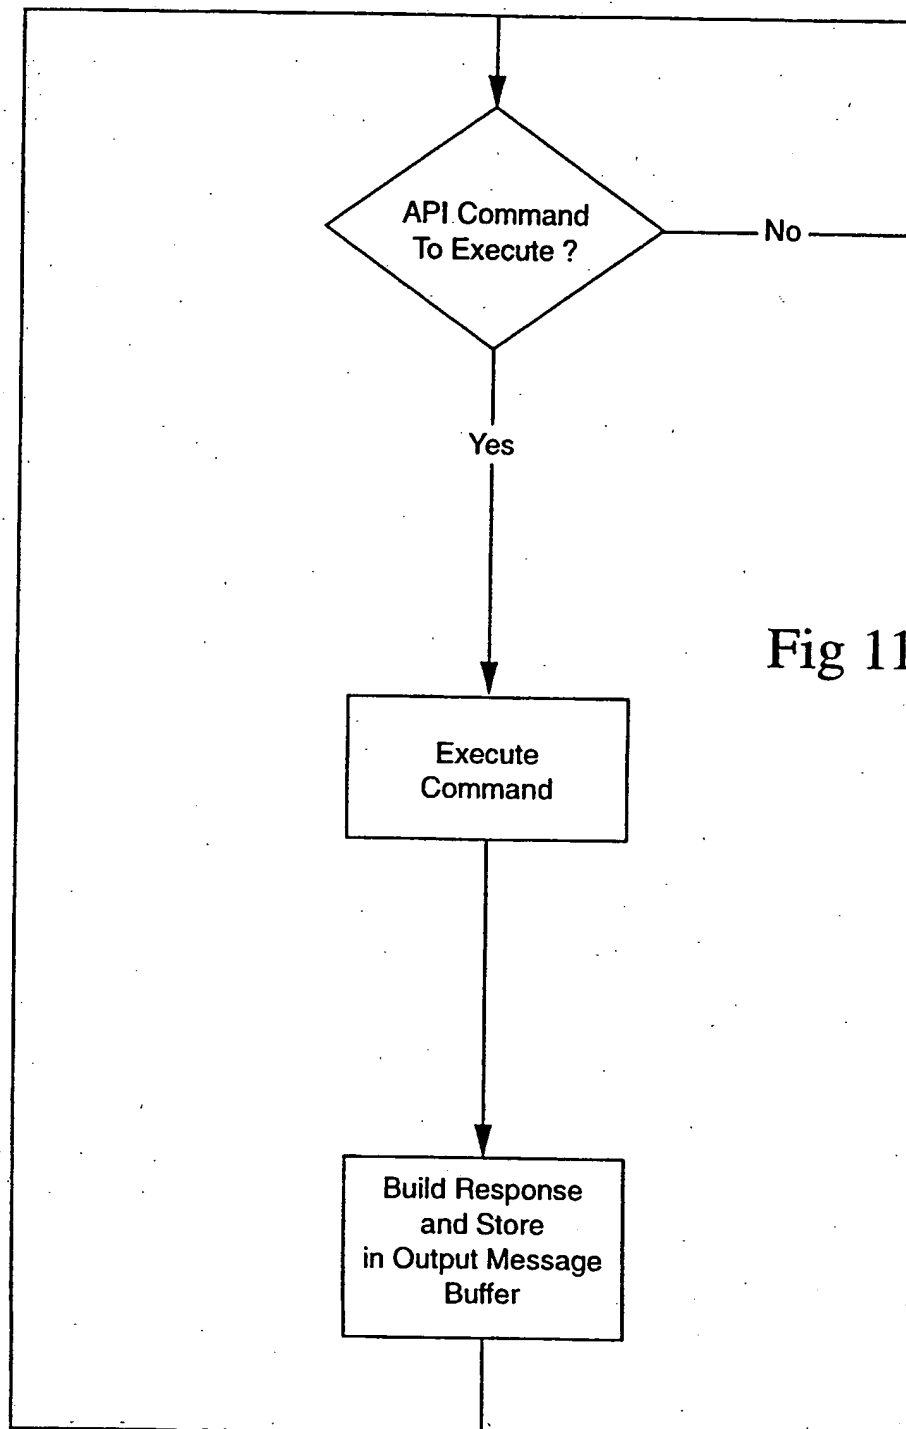 API Command
To Execute ?
No
Yes
Fig 11
Execute
Command
Build Response
and Store
in Output Message
Buffer